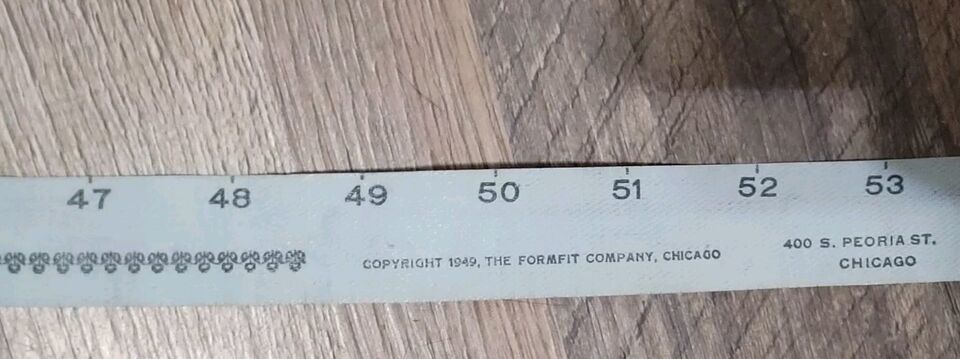 47 48 49 50 51 52 53
COPYRIGHT 1949, THE FORMFIT COMPANY, CHICAGO
400 S. PEORIA ST.
CHICAGO